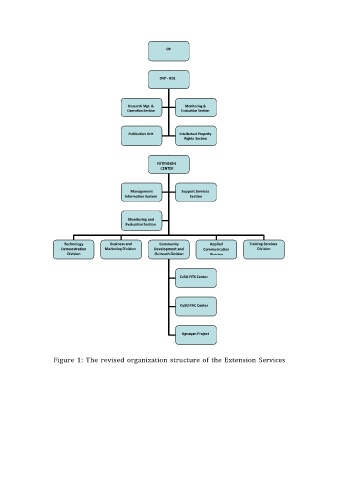 OP
OVP - RDE
Research Mgt. &
Operation Section
Monitoring &
Evaluation Section
Publication Unit
Intellectual Property
Rights Section
EXTENSION
CENTER
Management
Information System
Support Services
Section
Monitoring and
Evaluation Section
Technology
Demonstration
Division
Business and
Marketing Division
Community
Development and
Outreach Division
Applied
Communication
Division
Training Services
Division
CvSU FITS Center
CvSU PAC Center
Ugnayan Project
Figure 1: The revised organization structure of the Extension Services